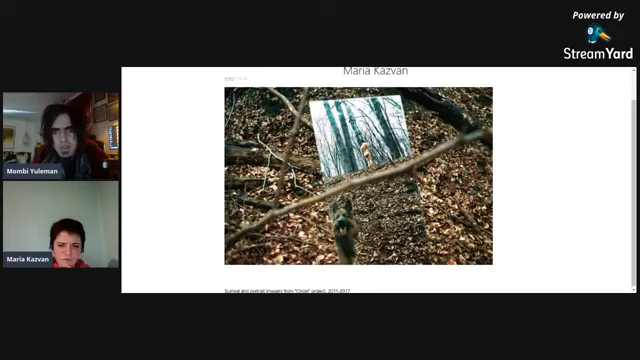 Powered by
StreamYard
Maria Kazvan
Mombi Yuleman
Maria Kazvan
Surreal and portrait imagery from "Circle" project, 2011-2017